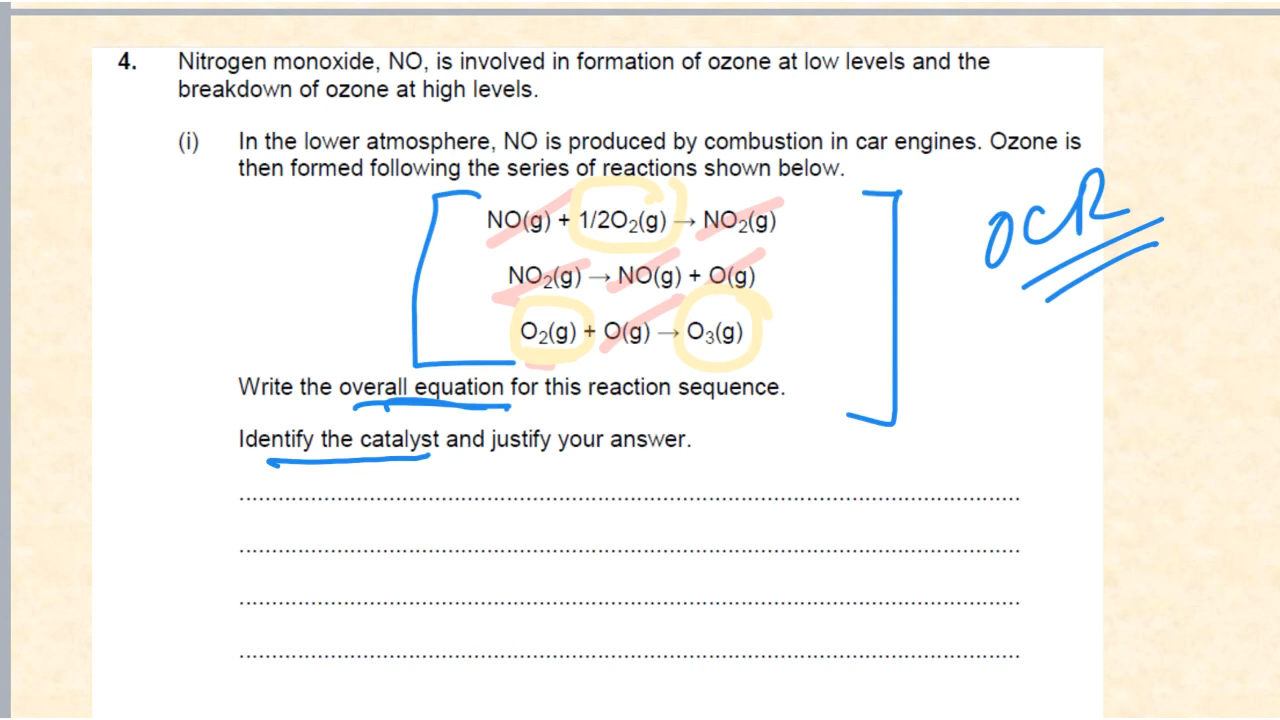 4. Nitrogen monoxide, NO, is involved in formation of ozone at low levels and the
breakdown of ozone at high levels.
(i) In the lower atmosphere, NO is produced by combustion in car engines. Ozone is
then formed following the series of reactions shown below.
OCR
NO(g) + 1/2O₂(g) → NO₂(g)
NO₂(g) → NO(g) + O(g)
O₂(g) + O(g) → O₃(g)
Write the overall equation for this reaction sequence.
Identify the catalyst and justify your answer.